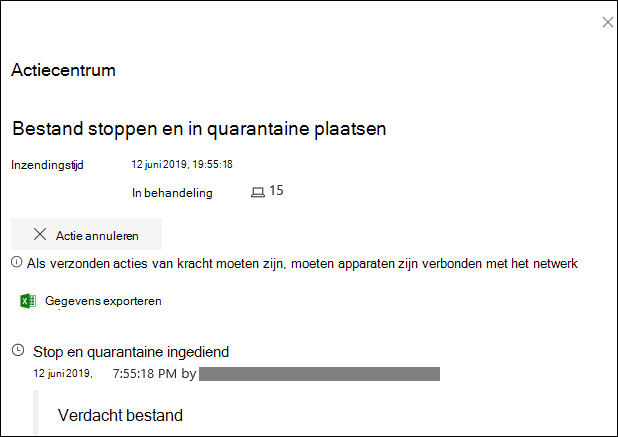 Actiecentrum
Bestand stoppen en in quarantaine plaatsen
Inzendingstijd 12 juni 2019, 19:55:18
In behandeling 15
Actie annuleren
Als verzonden acties van kracht moeten zijn, moeten apparaten zijn verbonden met het netwerk
Gegevens exporteren
Stop en quarantaine ingediend
12 juni 2019, 7:55:18 PM by
Verdacht bestand